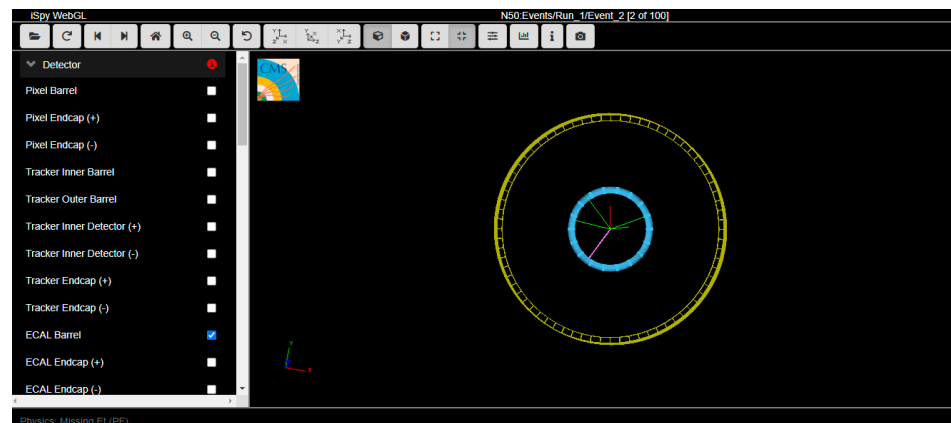 iSpy WebGL
N50:Events/Run_1/Event_2 [2 of 100]
Detector
CMS
Pixel Barrel
Pixel Endcap (+)
Pixel Endcap (-)
Tracker Inner Barrel
Tracker Outer Barrel
Tracker Inner Detector (+)
Tracker Inner Detector (-)
Tracker Endcap (+)
Tracker Endcap (-)
ECAL Barrel
ECAL Endcap (+)
ECAL Endcap (-)
Physics: Missing Et (PF)